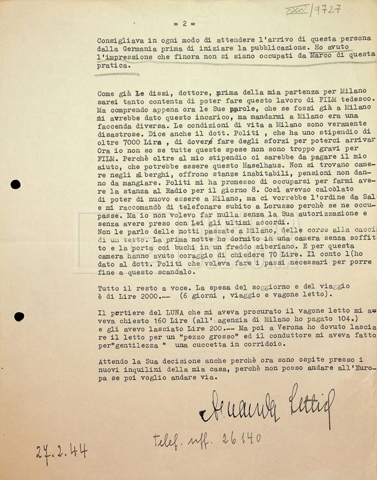 = 2 =
9727
Consigliava in ogni modo di attendere l'arrivo di questa persona
dalla Germania prima di iniziare la pubblicazione. Ho avuto
l'impressione che finora non si siano occupati da Marco di questa
pratica.
Come già Le dissi, dottore, prima della mia partenza per Milano
sarei tanto contenta di poter fare questo lavoro di FILM tedesco.
Ma comprendo appena ora le Sue parole, che se fossi già a Milano
mi avrebbe dato questo incarico, ma mandarmi a Milano era una
faccenda diversa. Le condizioni di vita a Milano sono veramente
disastrose. Dice anche il dott. Politi, che ha uno stipendio di
oltre 7000 Lira, di dover fare degli sforzi per poterci arrivare
Ora io non so se tutte queste spese non sono troppo gravi per
FILM. Perchè oltre al mio stipendio ci sarebbe da pagare il mio
aiuto, che potrebbe essere questo Haselhaus. Non si trovano came-
re negli alberghi, offrono stanze inabitabili, pensioni non dan-
no da mangiare. Politi mi ha promesso di occuparsi per farmi ave-
re la stanza al Radio per il giorno 8. Così avevo calcolato
di poter di nuovo essere a Milano, ma ci vorrebbe l'ordine da Sal
e mi raccomandò di telefonare subito a Lorusso perchè se ne occu-
passe. Ma io non volevo far nulla senza la Sua autorizzazione e
senza avere preso con Lei gli ultimi accordi.
Non le parlo delle notti passate a Milano, delle corse alla caccia
di un tetto. La prima notte ho dormito in una camera senza soffit
to e la porta coi buchi in un freddo siberiano. E per questa
camera hanno avuto coraggio di chiedere 70 Lire. Il conto l(ho
dato al dott. Politi che voleva fare i passi necessari per porre
fine a questo scandalo.
Tutto il resto a voce. La spesa del soggiorno e del viaggio
è di Lire 2000.-- (6 giorni , viaggio e vagone letto).
Il portiere del LUNA che mi aveva procurato il vagone letto mi a-
veva chiesto 160 Lire (all'agenzia di Milano ho pagato 104.)
e gli avevo lasciato Lire 200.-- Ma poi a Verona ho dovuto lascia
re il letto per un "pezzo grosso" ed il conduttore mi aveva fatto
per"gentilezza " una cuccetta in corridoio.
Attendo la Sua decisione anche perchè ora sono ospite presso i
nuovi inquilini della mia casa, perchè non posso andare all'Euro-
pa se poi voglio andare via.
27.2.44
telef. uff. 26140